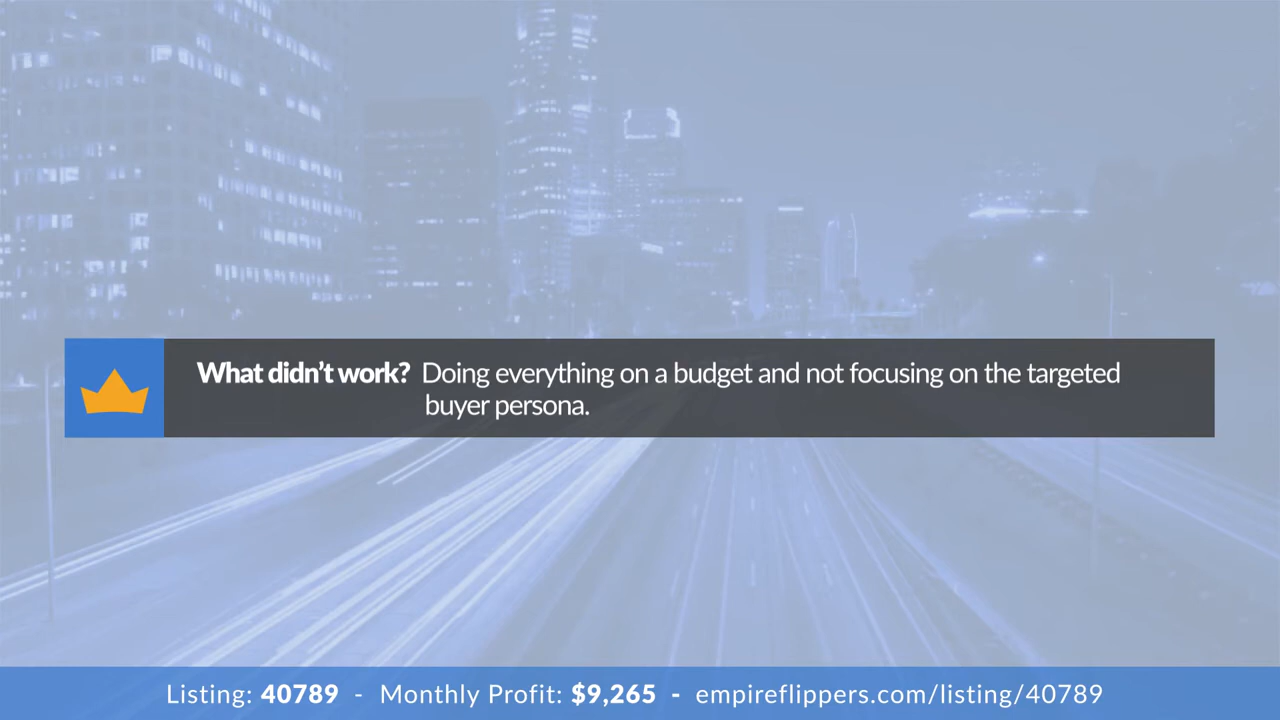 What didn't work? Doing everything on a budget and not focusing on the targeted
buyer persona.
Listing: 40789 - Monthly Profit: $9,265 - empireflippers.com/listing/40789